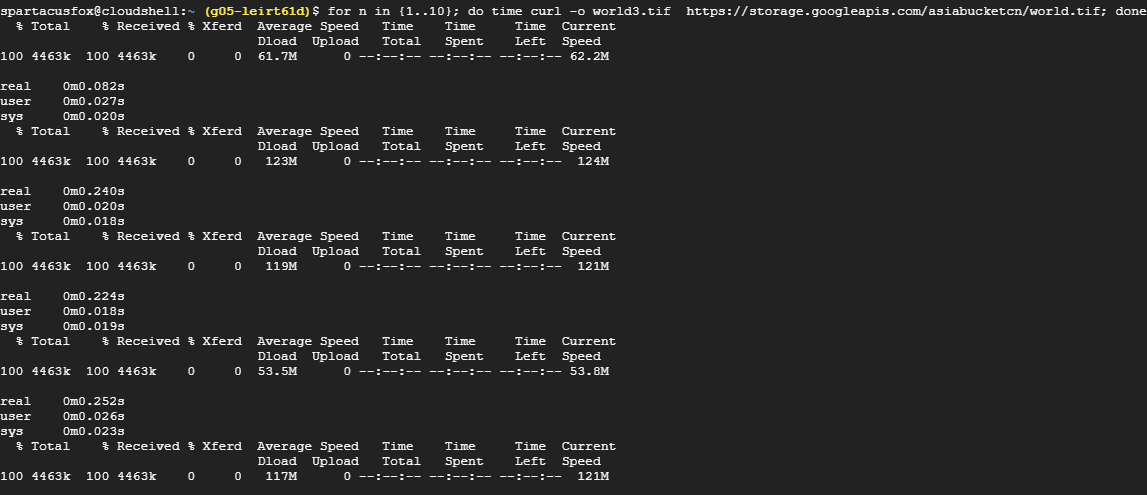 spartacusfox@cloudshell:~ (g05-leirt61d)$ for n in {1..10}; do time curl -o world3.tif  https://storage.googleapis.com/asiabucketcn/world.tif; done
  % Total    % Received % Xferd  Average Speed   Time    Time     Time  Current
                                 Dload  Upload   Total   Spent    Left  Speed
100 4463k  100 4463k    0     0  61.7M      0 --:--:-- --:--:-- --:--:-- 62.2M

real    0m0.082s
user    0m0.027s
sys     0m0.020s
  % Total    % Received % Xferd  Average Speed   Time    Time     Time  Current
                                 Dload  Upload   Total   Spent    Left  Speed
100 4463k  100 4463k    0     0   123M      0 --:--:-- --:--:-- --:--:--  124M

real    0m0.240s
user    0m0.020s
sys     0m0.018s
  % Total    % Received % Xferd  Average Speed   Time    Time     Time  Current
                                 Dload  Upload   Total   Spent    Left  Speed
100 4463k  100 4463k    0     0   119M      0 --:--:-- --:--:-- --:--:--  121M

real    0m0.224s
user    0m0.018s
sys     0m0.019s
  % Total    % Received % Xferd  Average Speed   Time    Time     Time  Current
                                 Dload  Upload   Total   Spent    Left  Speed
100 4463k  100 4463k    0     0  53.5M      0 --:--:-- --:--:-- --:--:-- 53.8M

real    0m0.252s
user    0m0.026s
sys     0m0.023s
  % Total    % Received % Xferd  Average Speed   Time    Time     Time  Current
                                 Dload  Upload   Total   Spent    Left  Speed
100 4463k  100 4463k    0     0   117M      0 --:--:-- --:--:-- --:--:--  121M